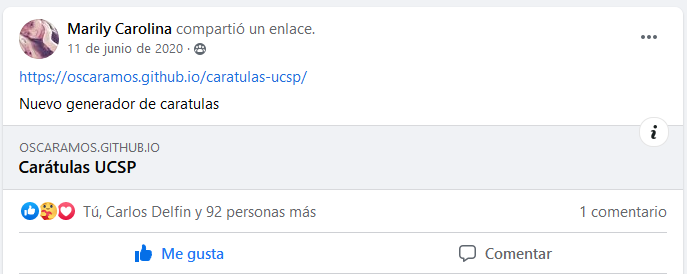 Marily Carolina compartió un enlace.
11 de junio de 2020 ·
https://oscaramos.github.io/caratulas-ucsp/
Nuevo generador de caratulas
OSCARAMOS.GITHUB.IO
Carátulas UCSP
Tú, Carlos Delfin y 92 personas más 1 comentario
Me gusta Comentar